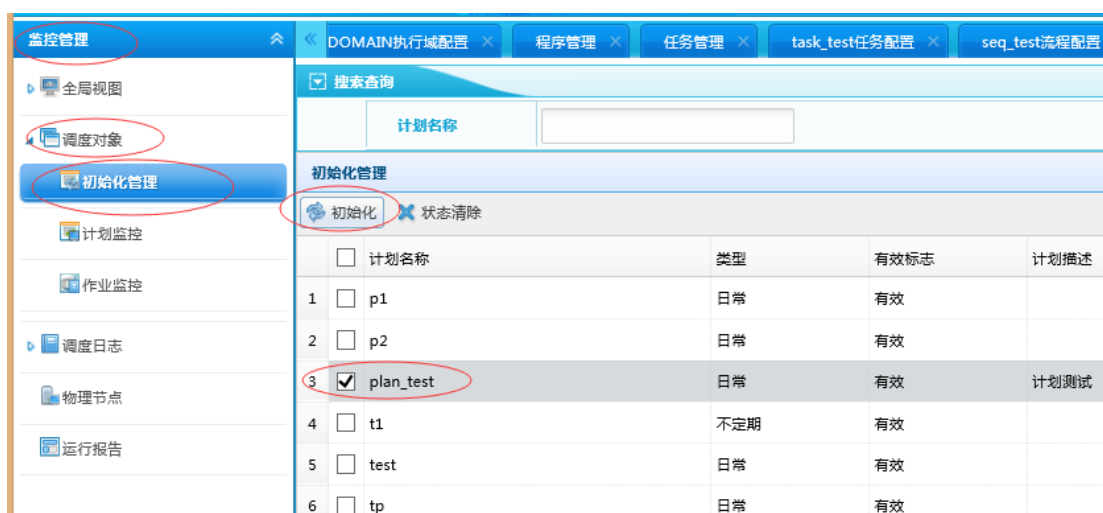 监控管理
全局视图
调度对象
初始化管理
计划监控
作业监控
调度日志
物理节点
运行报告
DOMAIN执行域配置 程序管理 任务管理 task_test任务配置 seq_test流程配置
搜索查询
计划名称
初始化管理
初始化 状态清除
计划名称 类型 有效标志 计划描述
1 p1 日常 有效
2 p2 日常 有效
3 plan_test 日常 有效 计划测试
4 t1 不定期 有效
5 test 日常 有效
6 tp 日常 有效